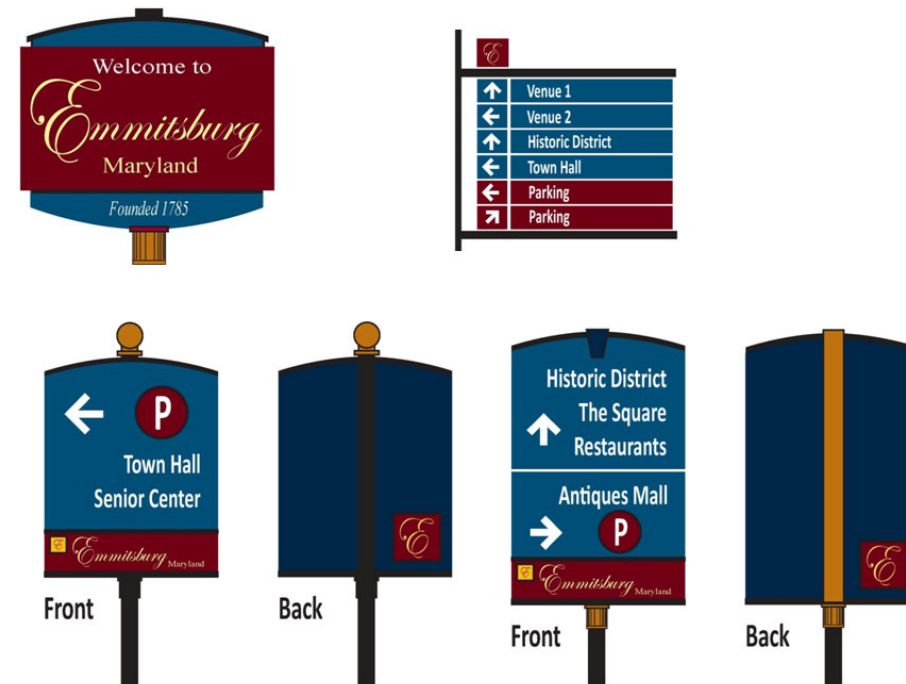 Welcome to
Emmitsburg
Maryland
Founded 1785
E
Venue 1
Venue 2
Historic District
Town Hall
Parking
Parking
P
Town Hall
Senior Center
E Emmitsburg Maryland
Front
E
Back
Historic District
The Square
Restaurants
Antiques Mall
P
E Emmitsburg Maryland
Front
E
Back